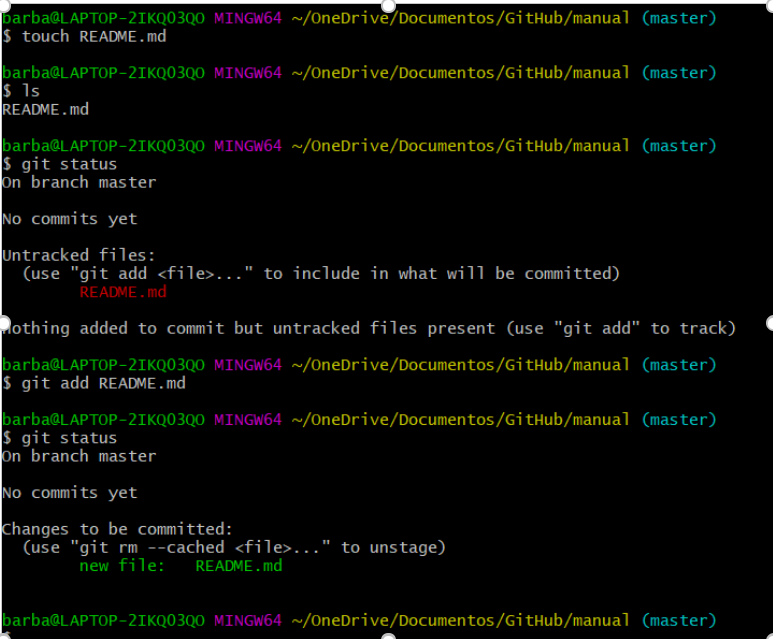 barba@LAPTOP-2IKQO3QO MINGW64 ~/OneDrive/Documentos/GitHub/manual (master)
$ touch README.md
barba@LAPTOP-2IKQO3QO MINGW64 ~/OneDrive/Documentos/GitHub/manual (master)
$ ls
README.md
barba@LAPTOP-2IKQO3QO MINGW64 ~/OneDrive/Documentos/GitHub/manual (master)
$ git status
On branch master
No commits yet
Untracked files:
(use "git add <file>..." to include in what will be committed)
README.md
nothing added to commit but untracked files present (use "git add" to track)
barba@LAPTOP-2IKQO3QO MINGW64 ~/OneDrive/Documentos/GitHub/manual (master)
$ git add README.md
barba@LAPTOP-2IKQO3QO MINGW64 ~/OneDrive/Documentos/GitHub/manual (master)
$ git status
On branch master
No commits yet
Changes to be committed:
(use "git rm --cached <file>..." to unstage)
new file:   README.md
barba@LAPTOP-2IKQO3QO MINGW64 ~/OneDrive/Documentos/GitHub/manual (master)